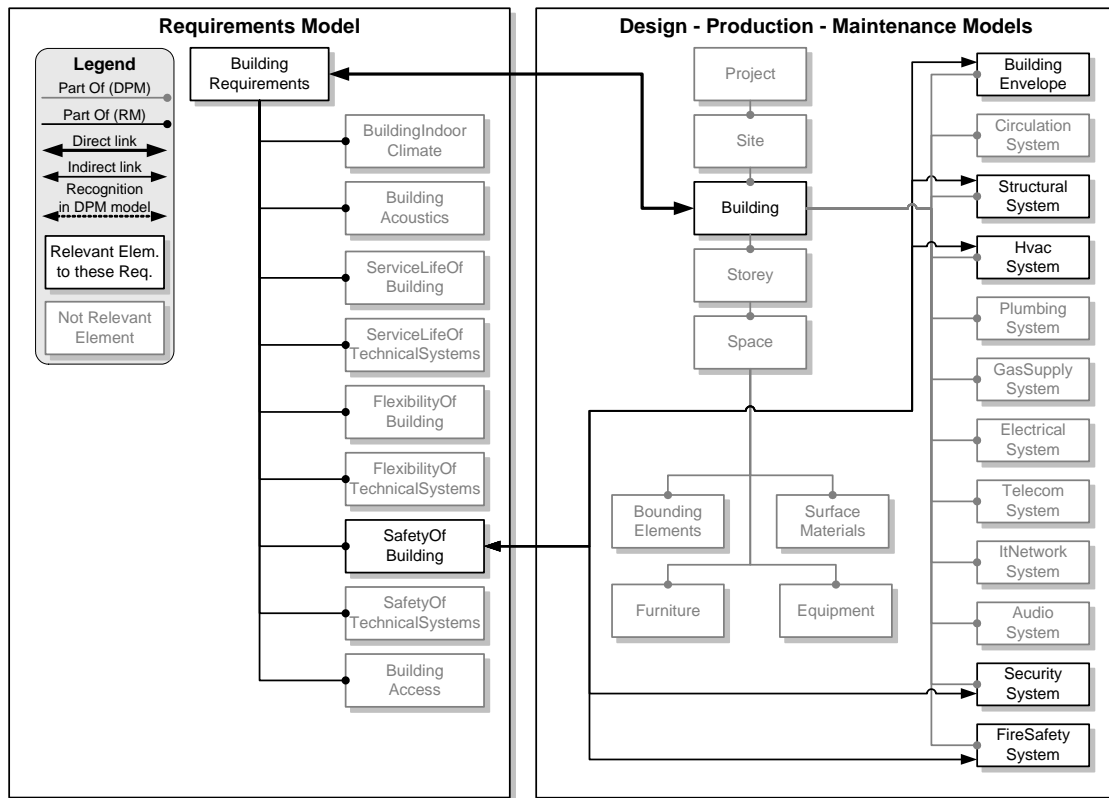 Requirements Model
Legend
Part Of (DPM)
Part Of (RM)
Direct link
Indirect link
Recognition
in DPM model
Relevant Elem.
to these Req.
Not Relevant
Element
Building
Requirements
BuildingIndoor
Climate
Building
Acoustics
ServiceLifeOf
Building
ServiceLifeOf
TechnicalSystems
FlexibilityOf
Building
FlexibilityOf
TechnicalSystems
SafetyOf
Building
SafetyOf
TechnicalSystems
Building
Access
Design - Production - Maintenance Models
Project
Site
Building
Storey
Space
Bounding
Elements
Surface
Materials
Furniture
Equipment
Building
Envelope
Circulation
System
Structural
System
Hvac
System
Plumbing
System
GasSupply
System
Electrical
System
Telecom
System
ItNetwork
System
Audio
System
Security
System
FireSafety
System